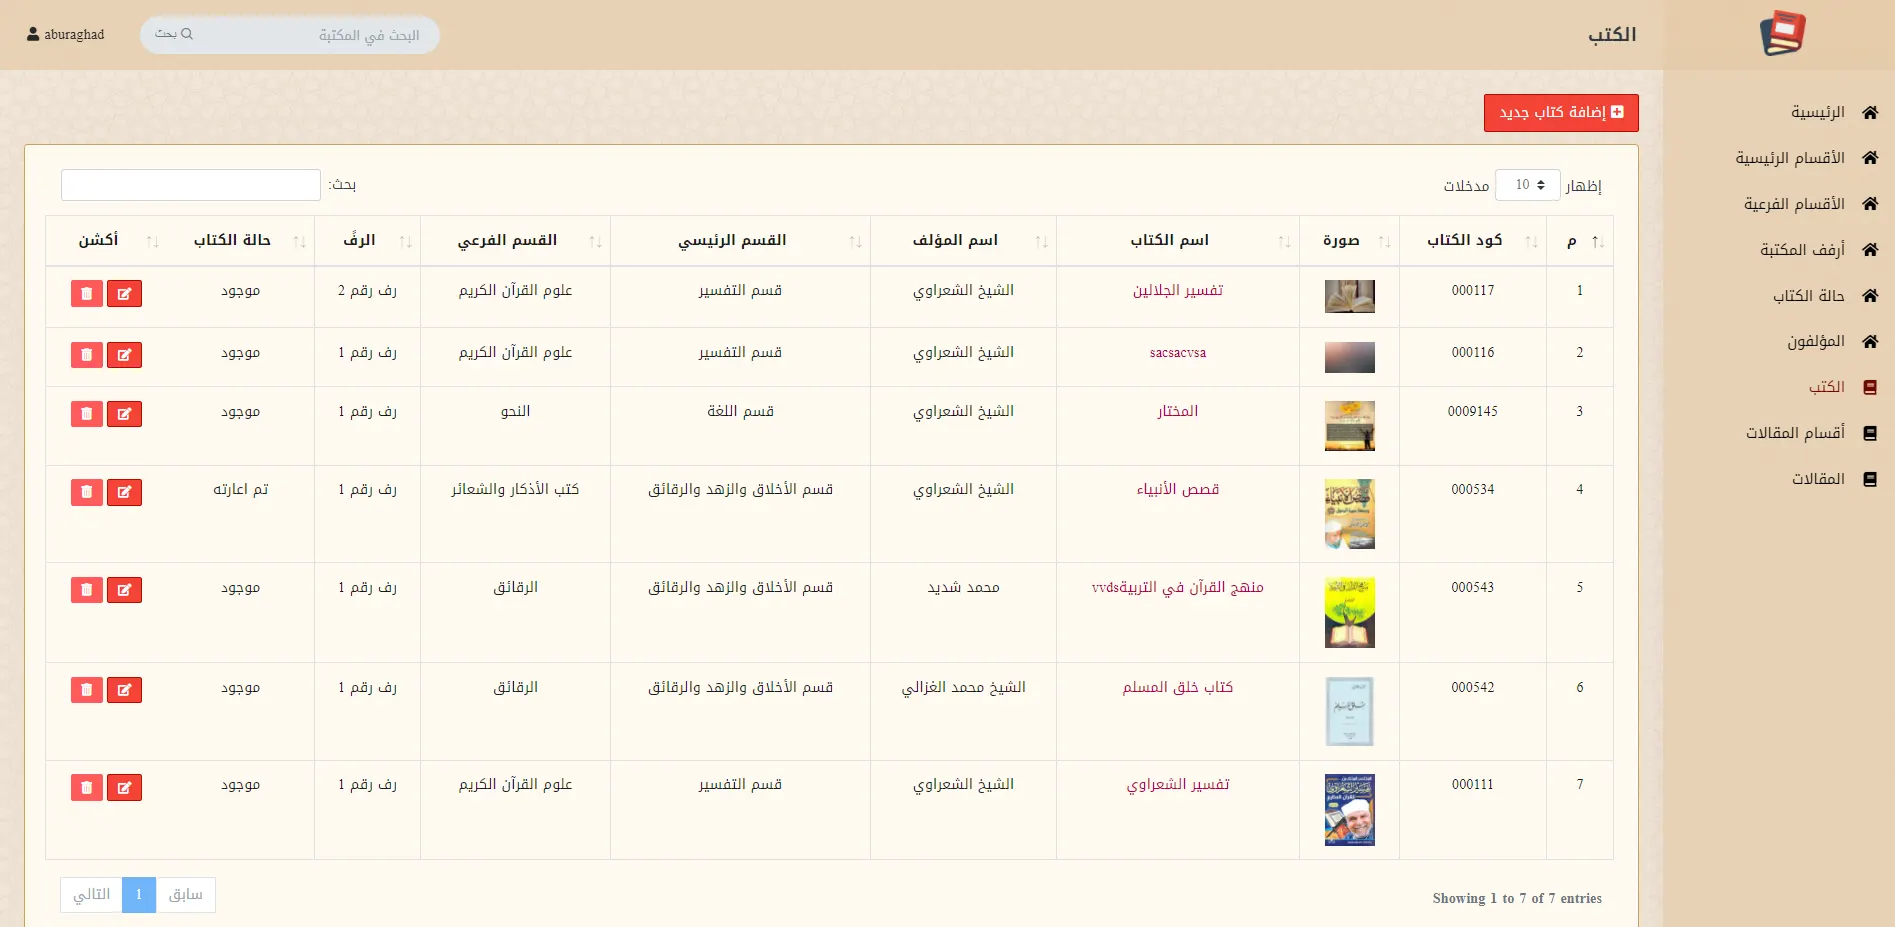 الكتب
البحث في المكتبة
بحث
aburaghad
الرئيسية
الأقسام الرئيسية
الأقسام الفرعية
أرفف المكتبة
حالة الكتاب
المؤلفون
الكتب
أقسام المقالات
المقالات
إضافة كتاب جديد
إظهار 10 مدخلات
بحث:
م كود الكتاب صورة اسم الكتاب اسم المؤلف القسم الرئيسي القسم الفرعي الرفً حالة الكتاب أكشن
1 000117 تفسير الجلالين الشيخ الشعراوي قسم التفسير علوم القرآن الكريم رف رقم 2 موجود
2 000116 sacsacvsa الشيخ الشعراوي قسم التفسير علوم القرآن الكريم رف رقم 1 موجود
3 0009145 المختار الشيخ الشعراوي قسم اللغة النحو رف رقم 1 موجود
4 000534 قصص الأنبياء الشيخ الشعراوي قسم الأخلاق والزهد والرقائق كتب الأذكار والشعائر رف رقم 1 تم اعارته
5 000543 منهج القرآن في التربيةvvds محمد شديد قسم الأخلاق والزهد والرقائق الرقائق رف رقم 1 موجود
6 000542 كتاب خلق المسلم الشيخ محمد الغزالي قسم الأخلاق والزهد والرقائق الرقائق رف رقم 1 موجود
7 000111 تفسير الشعراوي الشيخ الشعراوي قسم التفسير علوم القرآن الكريم رف رقم 1 موجود
Showing 1 to 7 of 7 entries
سابق 1 التالي